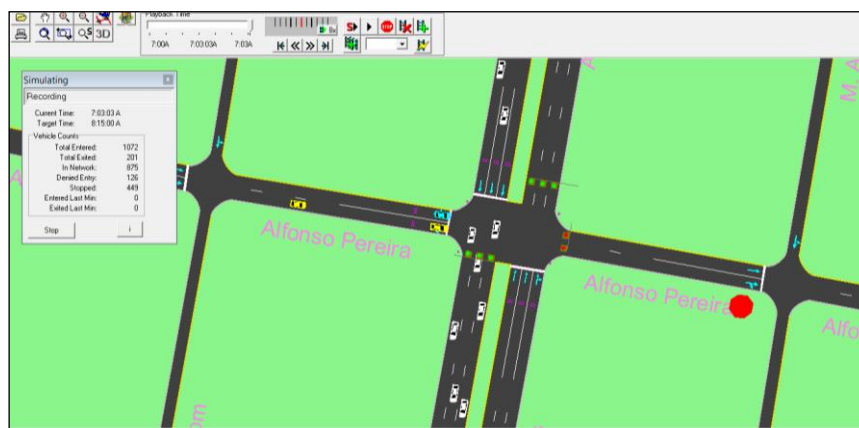 Playback Time
7:00A 7:03:03A 7:03A
S
STOP
S
3D
Simulating
Recording
Current Time: 7:03:03 A
Target Time: 8:15:00 A
Vehicle Counts
Total Entered: 1072
Total Exited: 201
In Network: 875
Denied Entry: 126
Stopped: 449
Entered Last Min: 0
Exited Last Min: 0
Stop
i
Alfonso Pereira
Alfonso Pereira
M. A
Alfo
om